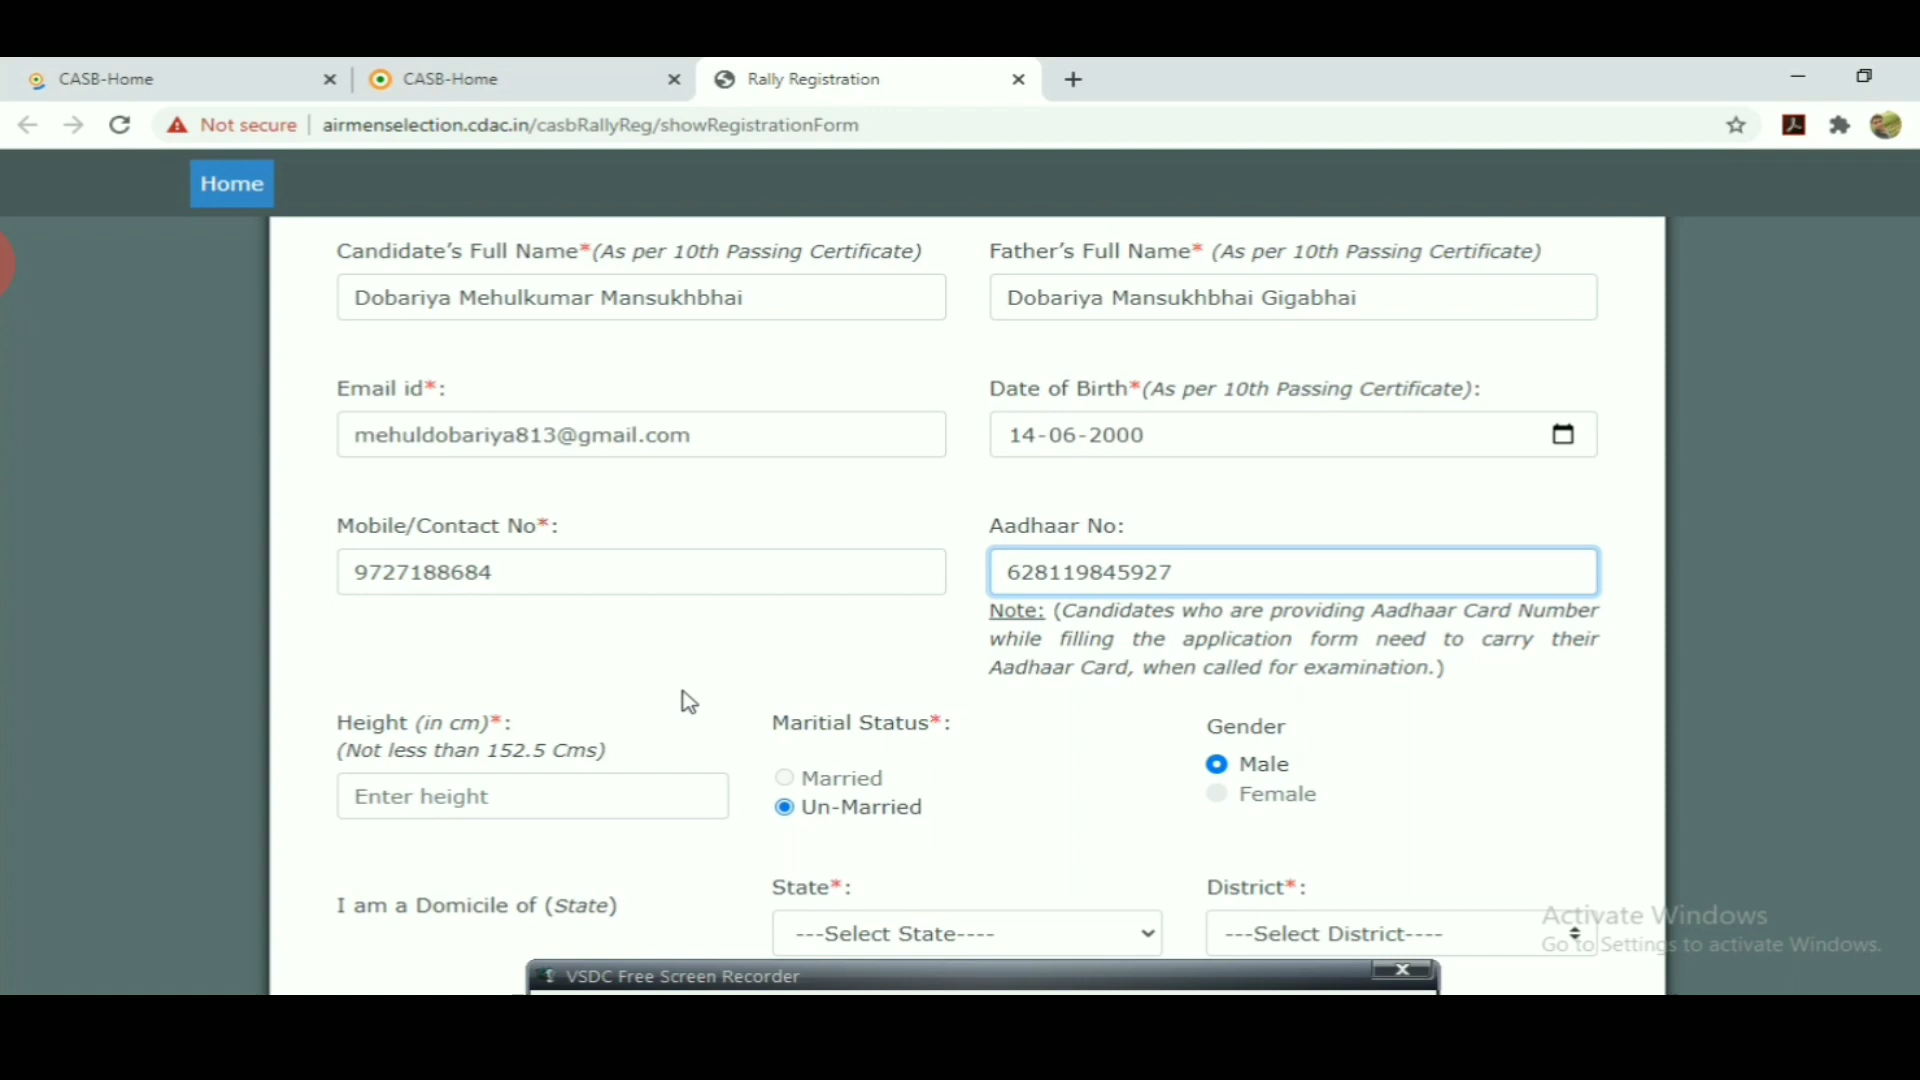 CASB-Home
CASB-Home
Rally Registration
Not secure
airmenselection.cdac.in/casbRallyReg/showRegistrationForm
Home
Candidate's Full Name*(As per 10th Passing Certificate)
Father's Full Name* (As per 10th Passing Certificate)
Dobariya Mehulkumar Mansukhbhai
Dobariya Mansukhbhai Gigabhai
Email id*:
Date of Birth*(As per 10th Passing Certificate):
mehuldobariya813@gmail.com
14-06-2000
Mobile/Contact No*:
Aadhaar No:
9727188684
628119845927
Note: (Candidates who are providing Aadhaar Card Number
while filling the application form need to carry their
Aadhaar Card, when called for examination.)
Height (in cm)*:
(Not less than 152.5 Cms)
Maritial Status*:
Gender
Enter height
Married
Un-Married
Male
Female
I am a Domicile of (State)
State*:
District*:
---Select State----
---Select District----
Activate Windows
Go to Settings to activate Windows.
VSDC Free Screen Recorder